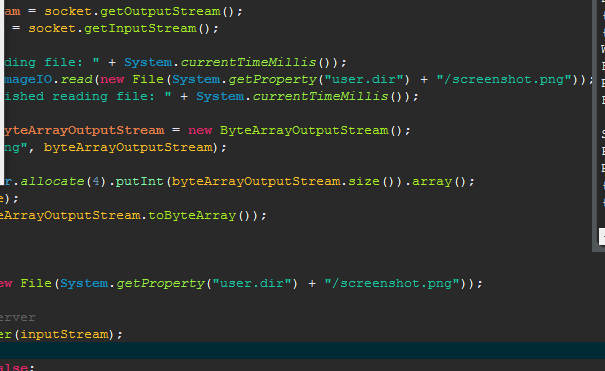 am = socket.getOutputStream();
= socket.getInputStream();
ding file: " + System.currentTimeMillis());
mageIO.read(new File(System.getProperty("user.dir") + "/screenshot.png"));
ished reading file: " + System.currentTimeMillis());
yteArrayOutputStream = new ByteArrayOutputStream();
ng", byteArrayOutputStream);
r.allocate(4).putInt(byteArrayOutputStream.size()).array();
e);
eArrayOutputStream.toByteArray());
ew File(System.getProperty("user.dir") + "/screenshot.png"));
erver
er(inputStream);
alse;